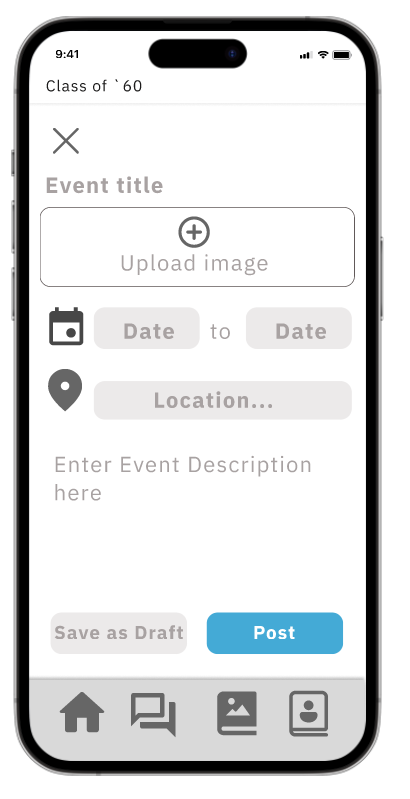 9:41
Class of `60
Event title
Upload image
Date to Date
Location...
Enter Event Description
here
Save as Draft Post